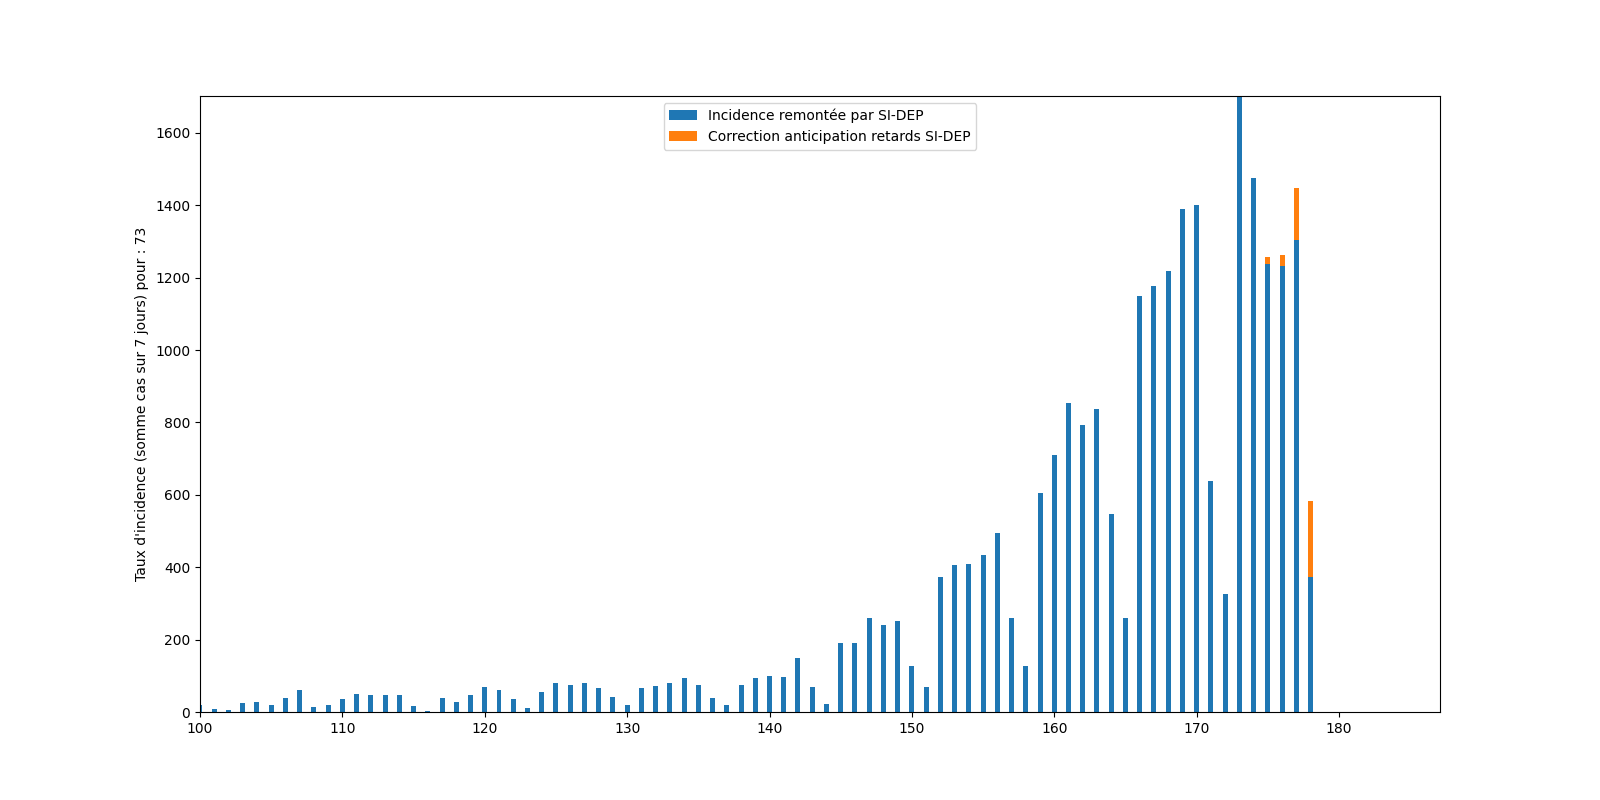 Incidence remontée par SI-DEP
Correction anticipation retards SI-DEP
Taux d'incidence (somme cas sur 7 jours) pour : 73
1600
1400
1200
1000
800
600
400
200
0
100 110 120 130 140 150 160 170 180